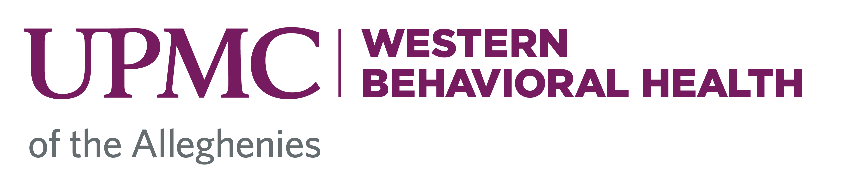 UPMC WESTERN
BEHAVIORAL HEALTH
of the Alleghenies